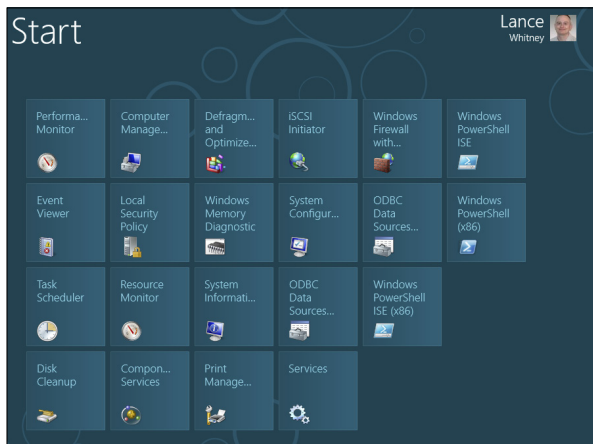 Start
Lance
Whitney
Performa...
Monitor
Computer
Manage...
Defragm...
and
Optimize...
iSCSI
Initiator
Windows
Firewall
with...
Windows
PowerShell
ISE
Event
Viewer
Local
Security
Policy
Windows
Memory
Diagnostic
System
Configur...
ODBC
Data
Sources...
Windows
PowerShell
(x86)
Task
Scheduler
Resource
Monitor
System
Informati...
ODBC
Data
Sources...
Windows
PowerShell
ISE (x86)
Disk
Cleanup
Compon...
Services
Print
Manage...
Services